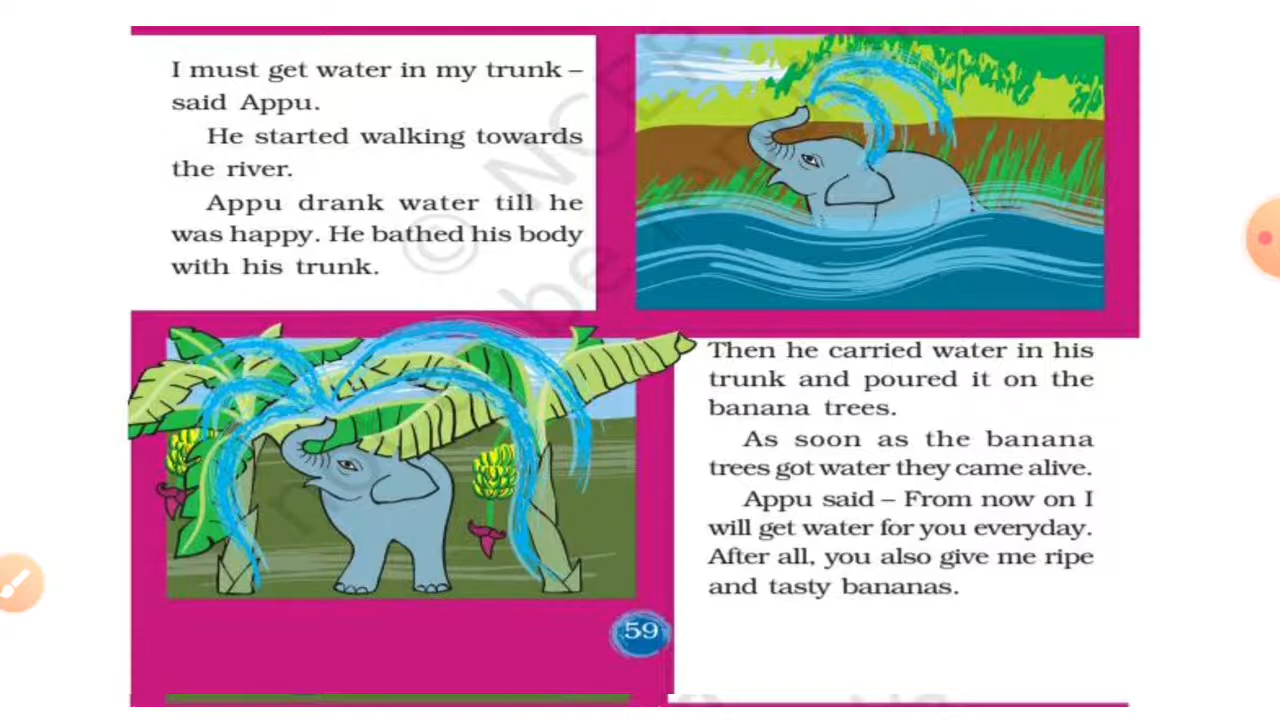 I must get water in my trunk –
said Appu.
He started walking towards
the river.
Appu drank water till he
was happy. He bathed his body
with his trunk.
Then he carried water in his
trunk and poured it on the
banana trees.
As soon as the banana
trees got water they came alive.
Appu said – From now on I
will get water for you everyday.
After all, you also give me ripe
and tasty bananas.
59